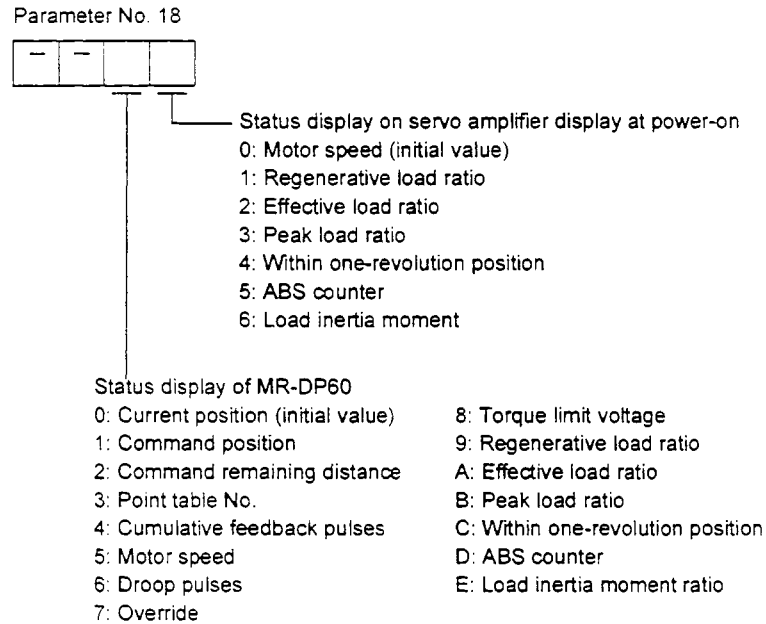 Parameter No. 18
– –
Status display on servo amplifier display at power-on
0: Motor speed (initial value)
1: Regenerative load ratio
2: Effective load ratio
3: Peak load ratio
4: Within one-revolution position
5: ABS counter
6: Load inertia moment
Status display of MR-DP60
0: Current position (initial value)
1: Command position
2: Command remaining distance
3: Point table No.
4: Cumulative feedback pulses
5: Motor speed
6: Droop pulses
7: Override
8: Torque limit voltage
9: Regenerative load ratio
A: Effective load ratio
B: Peak load ratio
C: Within one-revolution position
D: ABS counter
E: Load inertia moment ratio